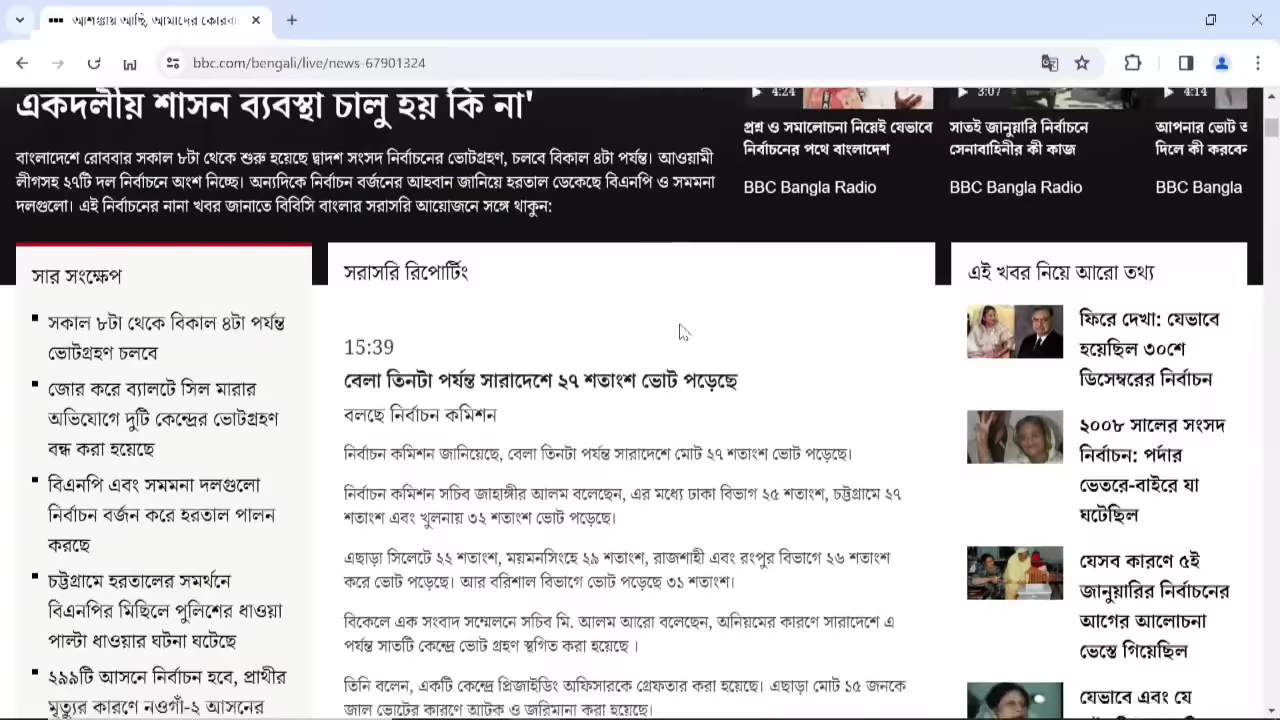 আশঙ্কায় আছি, আমাদের কোরবা
bbc.com/bengali/live/news-67901324
একদলীয় শাসন ব্যবস্থা চালু হয় কি না'
বাংলাদেশে রোববার সকাল ৮টা থেকে শুরু হয়েছে দ্বাদশ সংসদ নির্বাচনের ভোটগ্রহণ, চলবে বিকাল ৪টা পর্যন্ত। আওয়ামী
লীগসহ ২৭টি দল নির্বাচনে অংশ নিচ্ছে। অন্যদিকে নির্বাচন বর্জনের আহবান জানিয়ে হরতাল ডেকেছে বিএনপি ও সমমনা
দলগুলো। এই নির্বাচনের নানা খবর জানাতে বিবিসি বাংলার সরাসরি আয়োজনে সঙ্গে থাকুন:
4:24
প্রশ্ন ও সমালোচনা নিয়েই যেভাবে
নির্বাচনের পথে বাংলাদেশ
BBC Bangla Radio
3:07
সাতই জানুয়ারি নির্বাচনে
সেনাবাহিনীর কী কাজ
BBC Bangla Radio
4:14
আপনার ভোট অ
দিলে কী করবেন
BBC Bangla
সার সংক্ষেপ
সকাল ৮টা থেকে বিকাল ৪টা পর্যন্ত
ভোটগ্রহণ চলবে
জোর করে ব্যালটে সিল মারার
অভিযোগে দুটি কেন্দ্রের ভোটগ্রহণ
বন্ধ করা হয়েছে
বিএনপি এবং সমমনা দলগুলো
নির্বাচন বর্জন করে হরতাল পালন
করছে
চট্টগ্রামে হরতালের সমর্থনে
বিএনপির মিছিলে পুলিশের ধাওয়া
পাল্টা ধাওয়ার ঘটনা ঘটেছে
২৯৯টি আসনে নির্বাচন হবে, প্রার্থীর
মৃত্যুর কারণে নওগাঁ-২ আসনের
সরাসরি রিপোর্টিং
15:39
বেলা তিনটা পর্যন্ত সারাদেশে ২৭ শতাংশ ভোট পড়েছে
বলছে নির্বাচন কমিশন
নির্বাচন কমিশন জানিয়েছে, বেলা তিনটা পর্যন্ত সারাদেশে মোট ২৭ শতাংশ ভোট পড়েছে।
নির্বাচন কমিশন সচিব জাহাঙ্গীর আলম বলেছেন, এর মধ্যে ঢাকা বিভাগ ২৫ শতাংশ, চট্টগ্রামে ২৭
শতাংশ এবং খুলনায় ৩২ শতাংশ ভোট পড়েছে।
এছাড়া সিলেটে ২২ শতাংশ, ময়মনসিংহে ২৯ শতাংশ, রাজশাহী এবং রংপুর বিভাগে ২৬ শতাংশ
করে ভোট পড়েছে। আর বরিশাল বিভাগে ভোট পড়েছে ৩১ শতাংশ।
বিকেলে এক সংবাদ সম্মেলনে সচিব মি. আলম আরো বলেছেন, অনিয়মের কারণে সারাদেশে এ
পর্যন্ত সাতটি কেন্দ্রে ভোট গ্রহণ স্থগিত করা হয়েছে ।
তিনি বলেন, একটি কেন্দ্রে প্রিজাইডিং অফিসারকে গ্রেফতার করা হয়েছে। এছাড়া মোট ১৫ জনকে
জাল ভোটের কারণে আটক ও জরিমানা করা হয়েছে।
এই খবর নিয়ে আরো তথ্য
ফিরে দেখা: যেভাবে
হয়েছিল ৩০শে
ডিসেম্বরের নির্বাচন
২০০৮ সালের সংসদ
নির্বাচন: পর্দার
ভেতরে-বাইরে যা
ঘটেছিল
যেসব কারণে ৫ই
জানুয়ারির নির্বাচনের
আগের আলোচনা
ভেস্তে গিয়েছিল
যেভাবে এবং যে